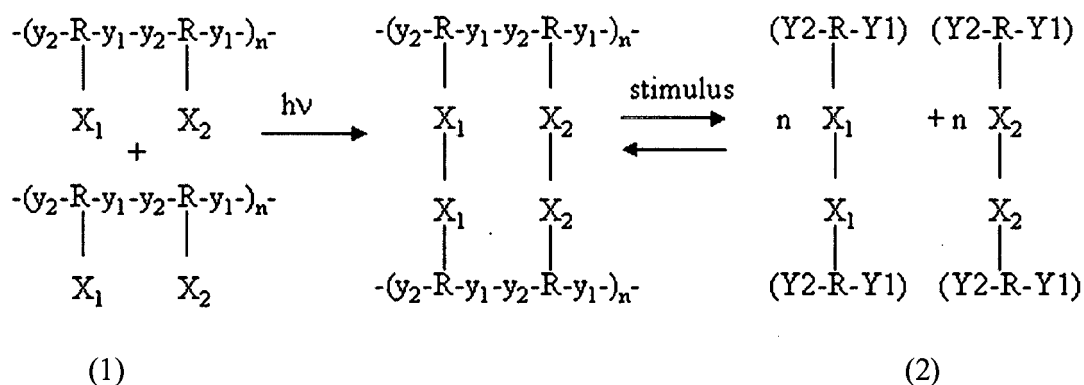 -(y₂-R-y₁-y₂-R-y₁-)ₙ- -(y₂-R-y₁-y₂-R-y₁-)ₙ- (Y2-R-Y1) (Y2-R-Y1)
X₁ X₂ hν X₁ X₂ stimulus n X₁ + n X₂
+
-(y₂-R-y₁-y₂-R-y₁-)ₙ- X₁ X₂ X₁ X₂
X₁ X₂ -(y₂-R-y₁-y₂-R-y₁-)ₙ- (Y2-R-Y1) (Y2-R-Y1)
(1) (2)